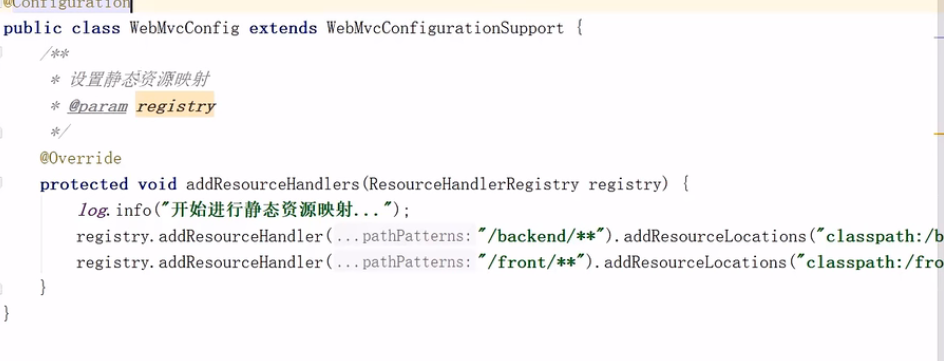 @Configuration
public class WebMvcConfig extends WebMvcConfigurationSupport {
/**
* 设置静态资源映射
* @param registry
*/
@Override
protected void addResourceHandlers(ResourceHandlerRegistry registry) {
log.info("开始进行静态资源映射...");
registry.addResourceHandler( ...pathPatterns: "/backend/**").addResourceLocations("classpath:/b
registry.addResourceHandler( ...pathPatterns: "/front/**").addResourceLocations("classpath:/fro
}
}